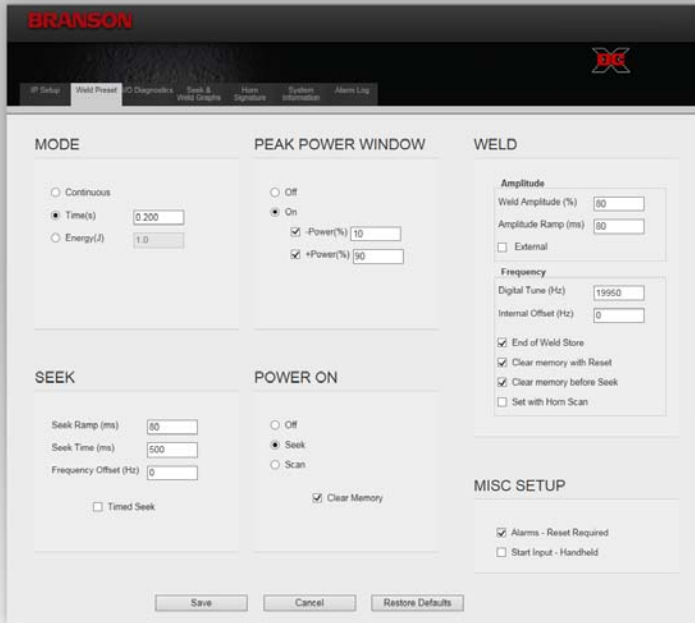 BRANSON
DC
IP Setup
Weld Preset
I/O Diagnostics
Seek & Weld Graphs
Horn Signature
System Information
Alarm Log
MODE
Continuous
Time(s) 0.200
Energy(J) 1.0
PEAK POWER WINDOW
Off
On
-Power(%) 10
+Power(%) 90
WELD
Amplitude
Weld Amplitude (%) 80
Amplitude Ramp (ms) 80
External
Frequency
Digital Tune (Hz) 19950
Internal Offset (Hz) 0
End of Weld Store
Clear memory with Reset
Clear memory before Seek
Set with Horn Scan
SEEK
Seek Ramp (ms) 80
Seek Time (ms) 500
Frequency Offset (Hz) 0
Timed Seek
POWER ON
Off
Seek
Scan
Clear Memory
MISC SETUP
Alarms - Reset Required
Start Input - Handheld
Save
Cancel
Restore Defaults